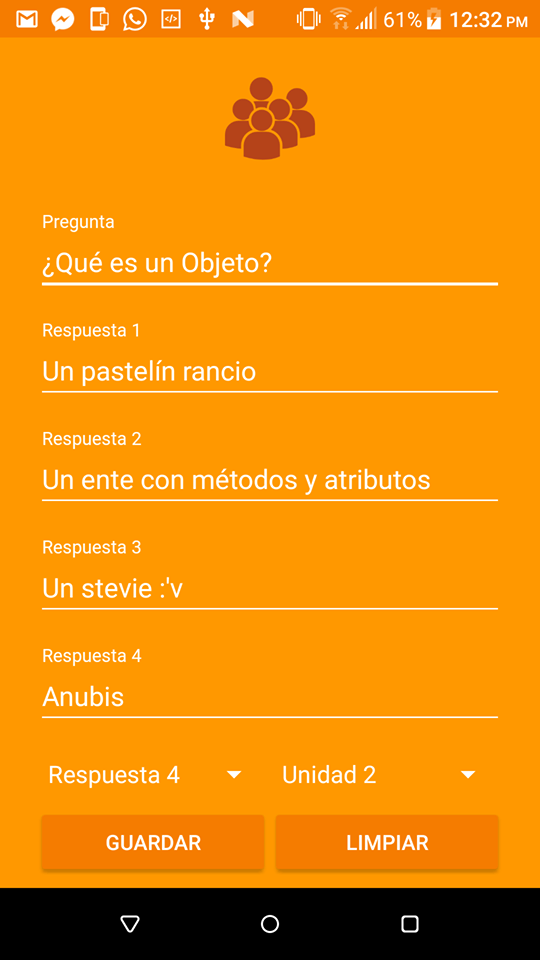 61% 12:32 PM
Pregunta
¿Qué es un Objeto?
Respuesta 1
Un pastelín rancio
Respuesta 2
Un ente con métodos y atributos
Respuesta 3
Un stevie :'v
Respuesta 4
Anubis
Respuesta 4 Unidad 2
GUARDAR LIMPIAR